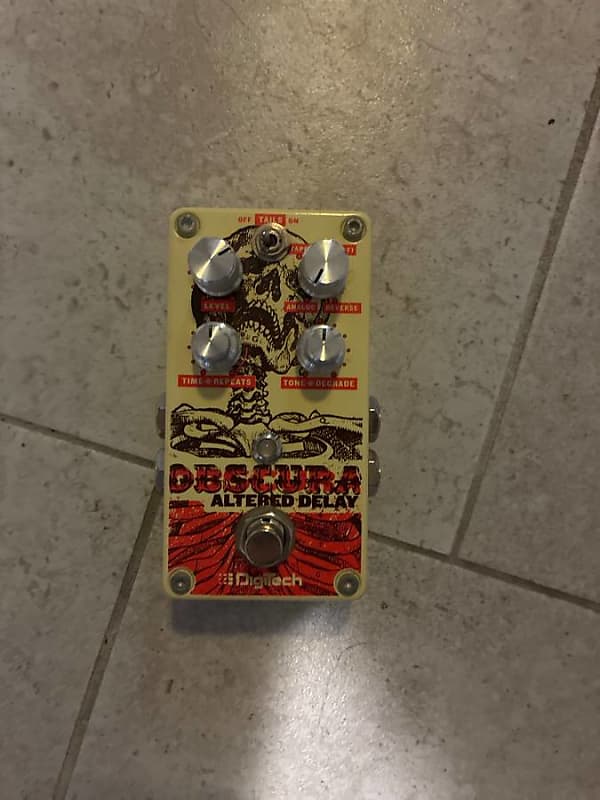 OFF TAILS ON
LEVEL
ANALOG REVERSE
TIME REPEATS
TONE DEGRADE
OBSCURA
ALTERED DELAY
DigiTech